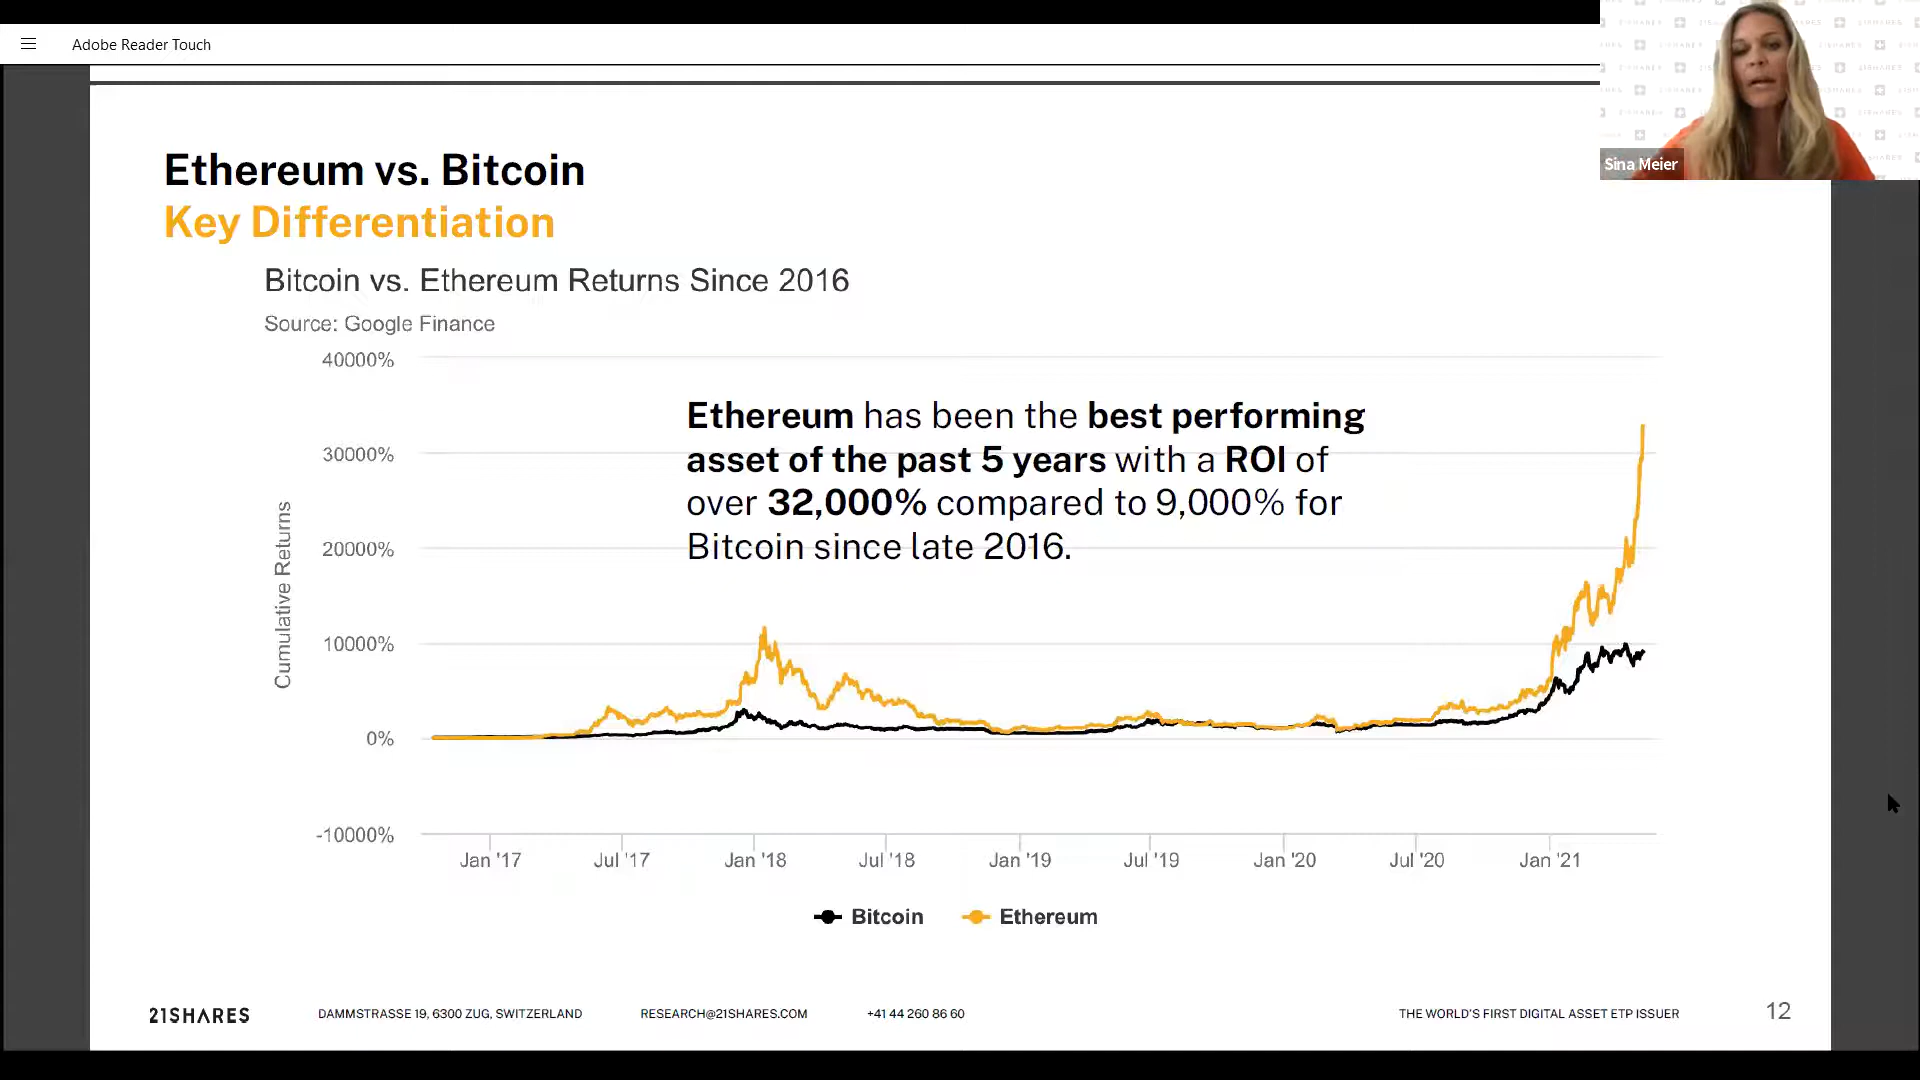 Adobe Reader Touch
Sina Meier
Ethereum vs. Bitcoin
Key Differentiation
Bitcoin vs. Ethereum Returns Since 2016
Source: Google Finance
40000%
30000%
20000%
10000%
0%
-10000%
Cumulative Returns
Ethereum has been the best performing
asset of the past 5 years with a ROI of
over 32,000% compared to 9,000% for
Bitcoin since late 2016.
Jan '17 Jul '17 Jan '18 Jul '18 Jan '19 Jul '19 Jan '20 Jul '20 Jan '21
Bitcoin Ethereum
21SHARES DAMMSTRASSE 19, 6300 ZUG, SWITZERLAND RESEARCH@21SHARES.COM +41 44 260 86 60 THE WORLD'S FIRST DIGITAL ASSET ETP ISSUER 12